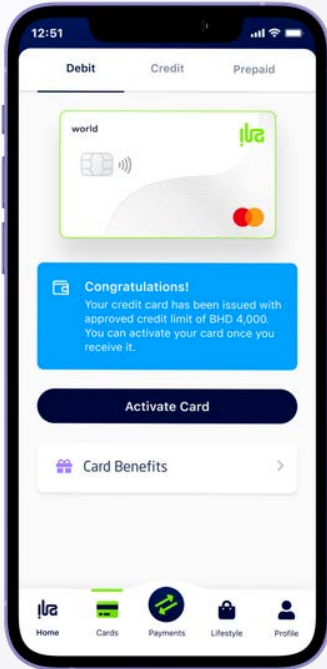 12:51
Debit Credit Prepaid
world
ila
Congratulations!
Your credit card has been issued with
approved credit limit of BHD 4,000.
You can activate your card once you
receive it.
Activate Card
Card Benefits
ila
Home Cards Payments Lifestyle Profile